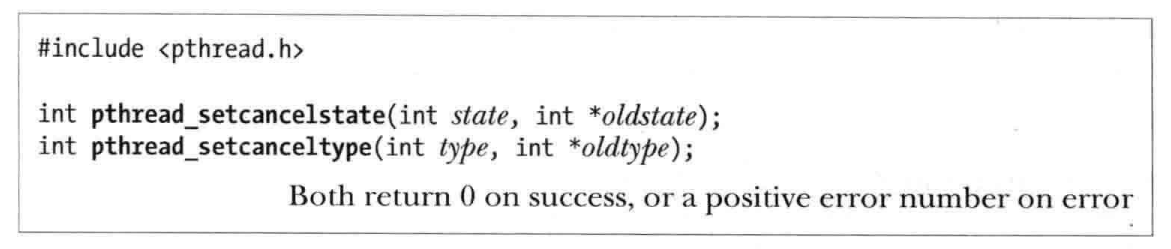 #include <pthread.h>
int pthread_setcancelstate(int state, int *oldstate);
int pthread_setcanceltype(int type, int *oldtype);
Both return 0 on success, or a positive error number on error